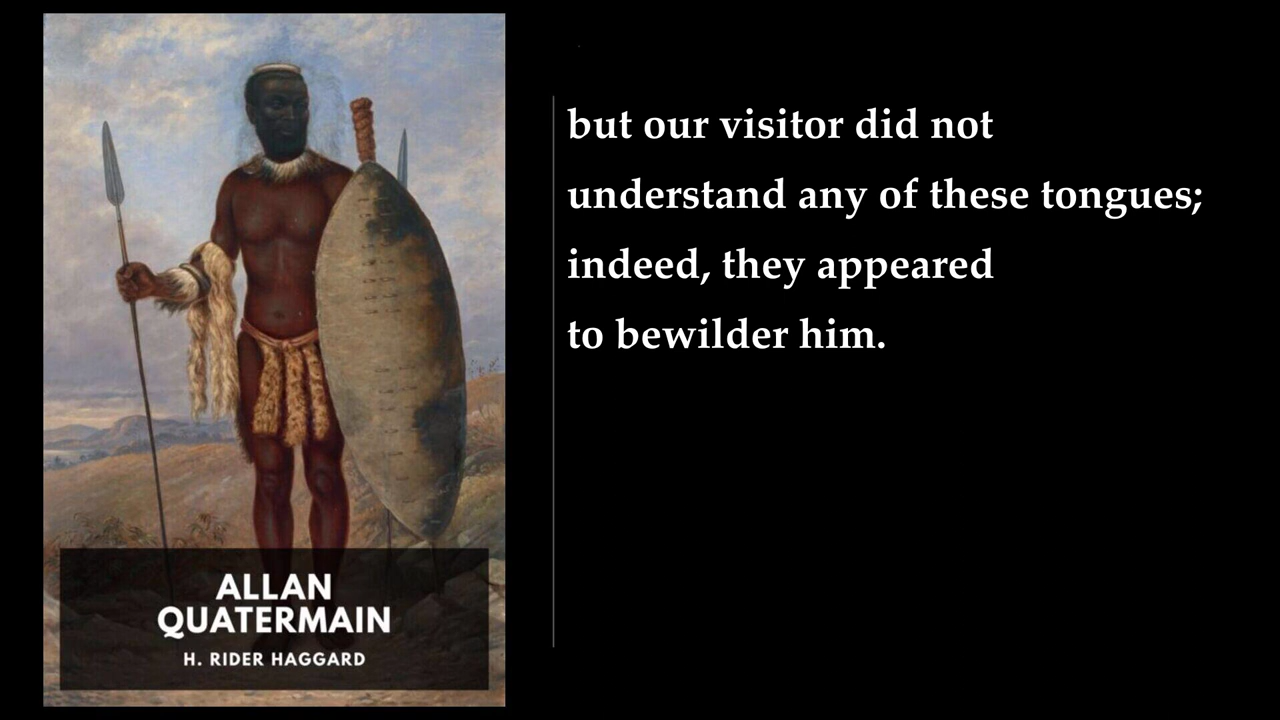 but our visitor did not
understand any of these tongues;
indeed, they appeared
to bewilder him.
ALLAN
QUATERMAIN
H. RIDER HAGGARD